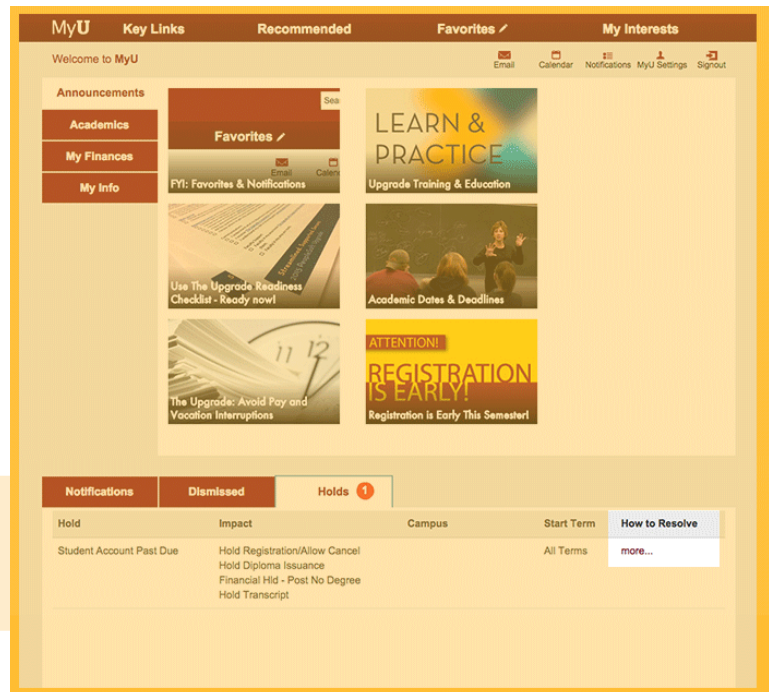 MyU Key Links Recommended Favorites My Interests
Welcome to MyU
Email Calendar Notifications MyU Settings Signout
Announcements
Academics
My Finances
My Info
Sea
Favorites
Email Calend
FYI: Favorites & Notifications
LEARN &
PRACTICE
Upgrade Training & Education
Use The Upgrade Readiness
Checklist - Ready now!
Academic Dates & Deadlines
11 12
The Upgrade: Avoid Pay and
Vacation Interruptions
ATTENTION!
REGISTRATION
IS EARLY!
Registration is Early This Semester!
Notifications Dismissed Holds 1
Hold Impact Campus Start Term How to Resolve
Student Account Past Due Hold Registration/Allow Cancel All Terms more...
Hold Diploma Issuance
Financial Hld - Post No Degree
Hold Transcript